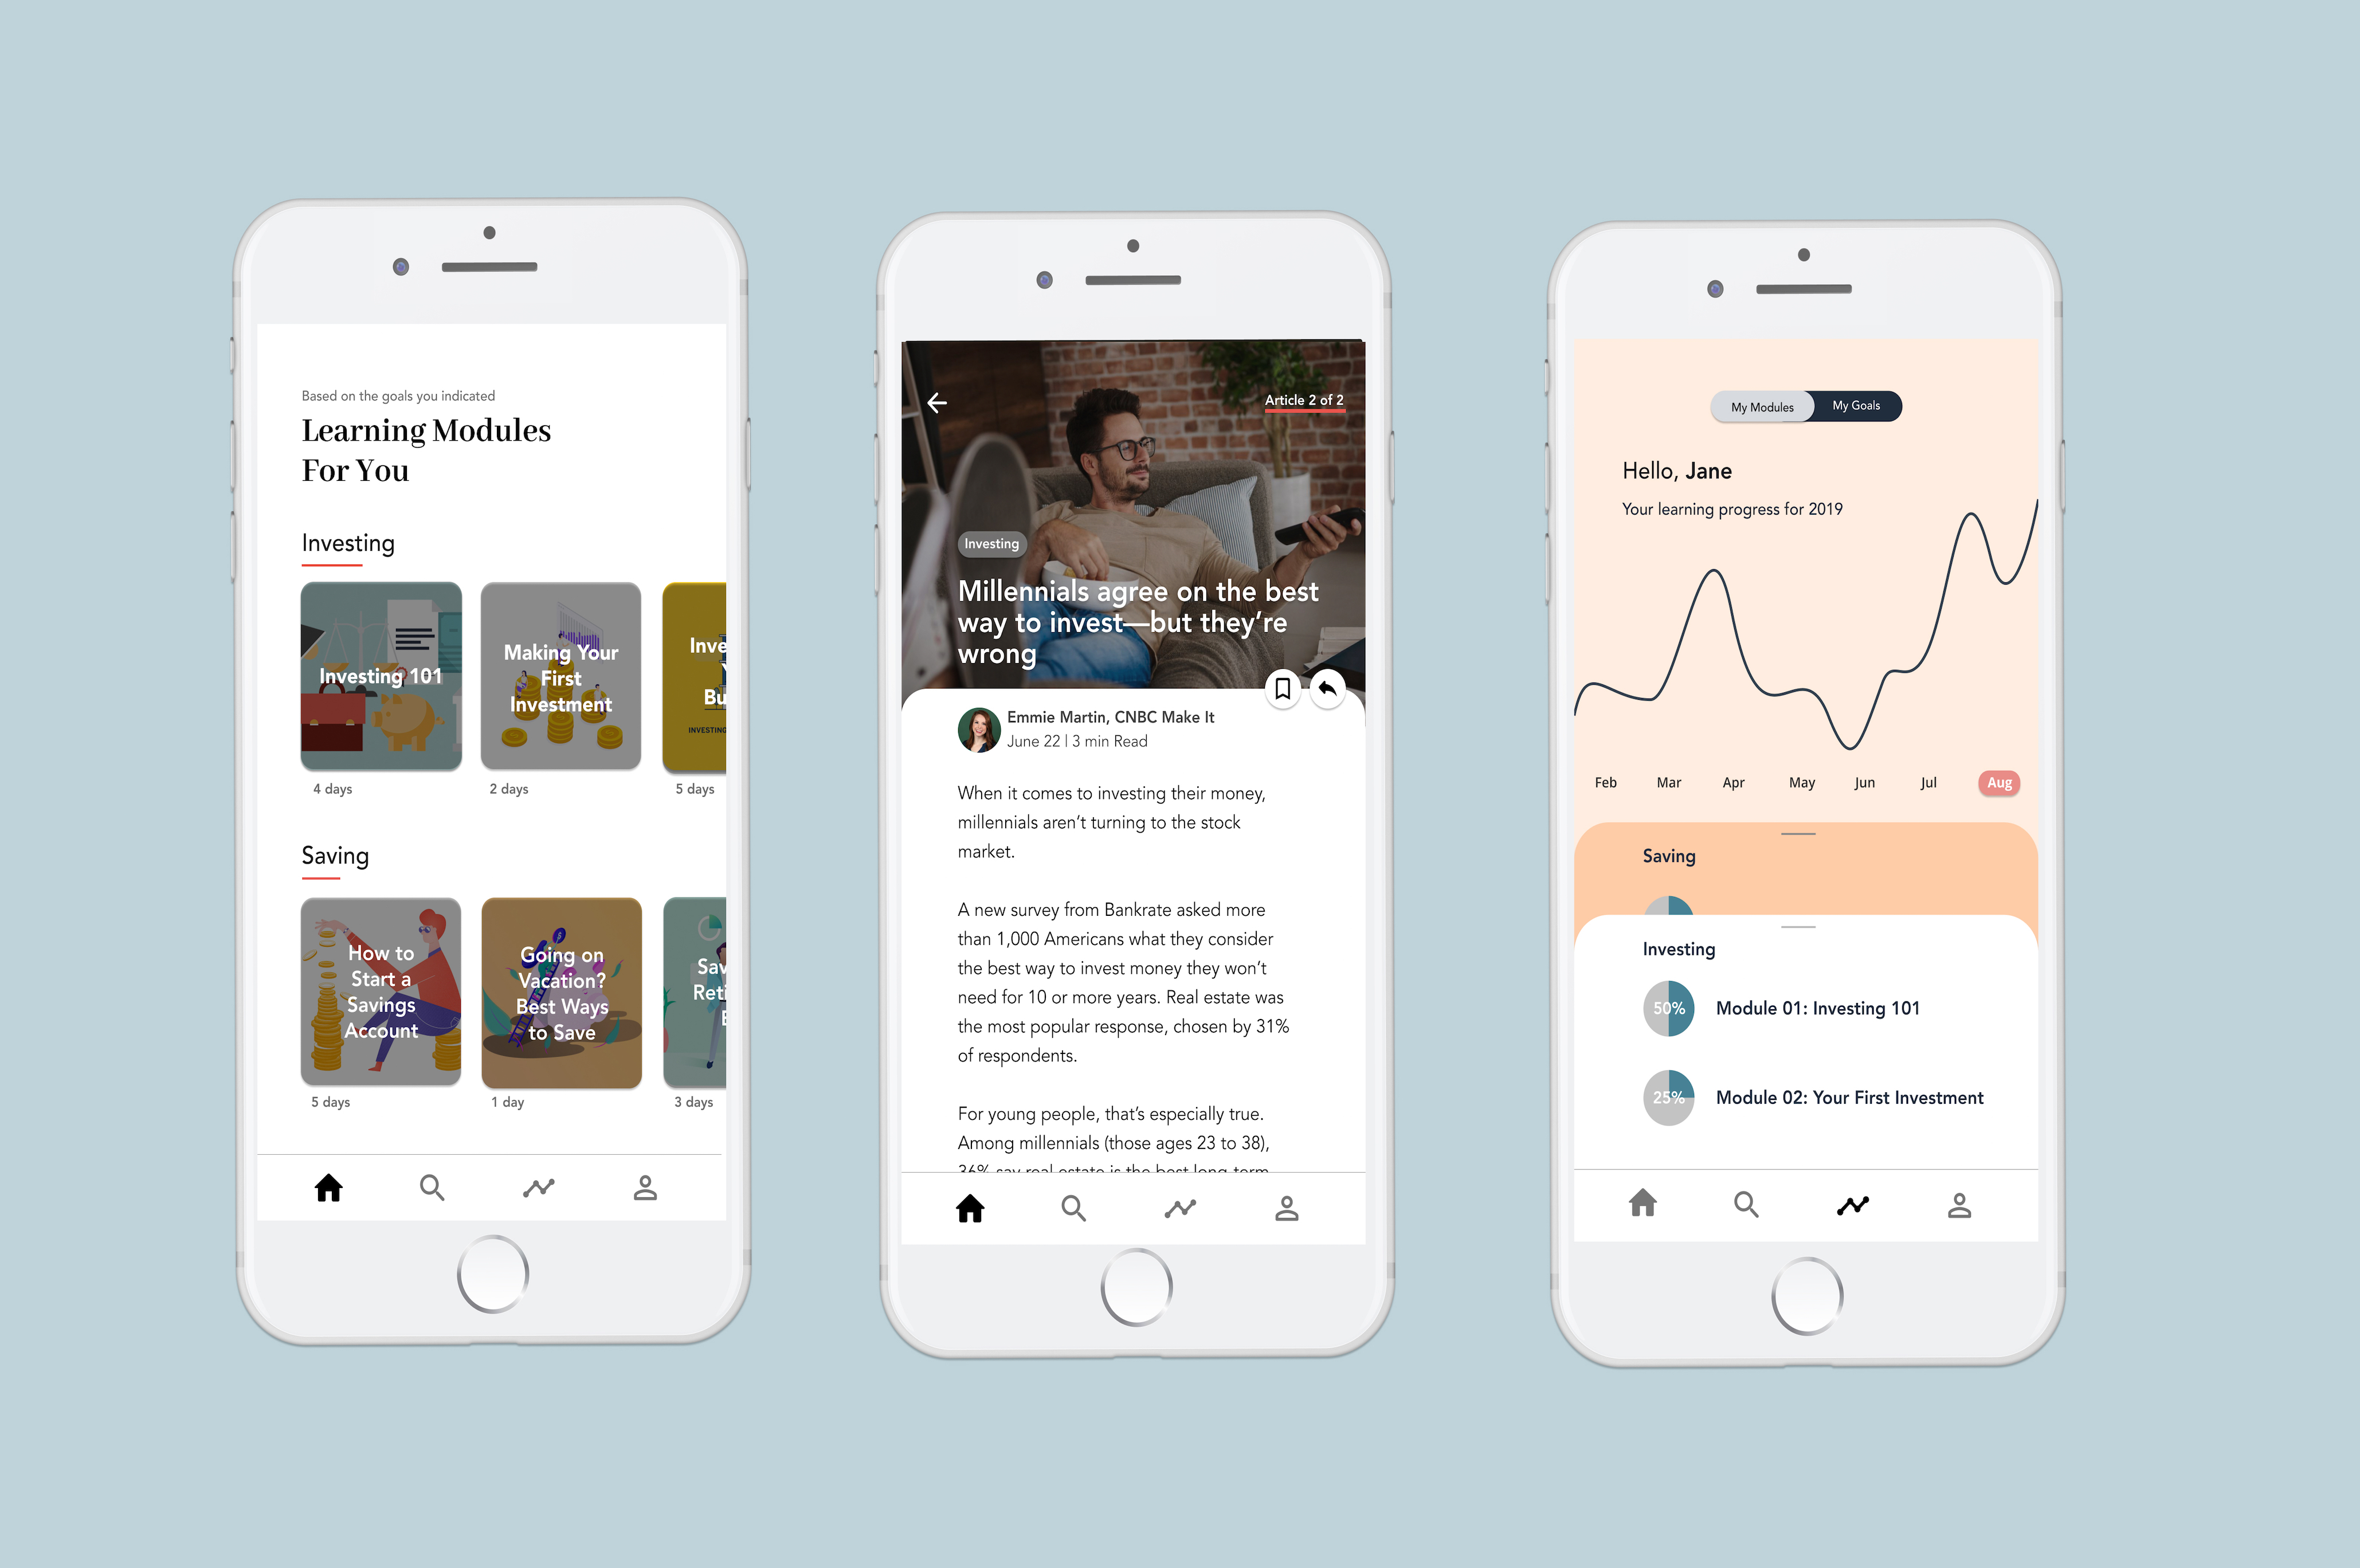 Based on the goals you indicated
Learning Modules
For You
Investing
Investing 101
Making Your
First
Investment
Inve
Bu
INVESTING
4 days
2 days
5 days
Saving
How to
Start a
Savings
Account
Going on
Vacation?
Best Ways
to Save
Sav
Reti
5 days
1 day
3 days
Article 2 of 2
Investing
Millennials agree on the best
way to invest—but they’re
wrong
Emmie Martin, CNBC Make It
June 22 | 3 min Read
When it comes to investing their money,
millennials aren’t turning to the stock
market.
A new survey from Bankrate asked more
than 1,000 Americans what they consider
the best way to invest money they won’t
need for 10 or more years. Real estate was
the most popular response, chosen by 31%
of respondents.
For young people, that’s especially true.
Among millennials (those ages 23 to 38),
36% say real estate is the best long-term
My Modules
My Goals
Hello, Jane
Your learning progress for 2019
Feb Mar Apr May Jun Jul Aug
Saving
Investing
50% Module 01: Investing 101
25% Module 02: Your First Investment